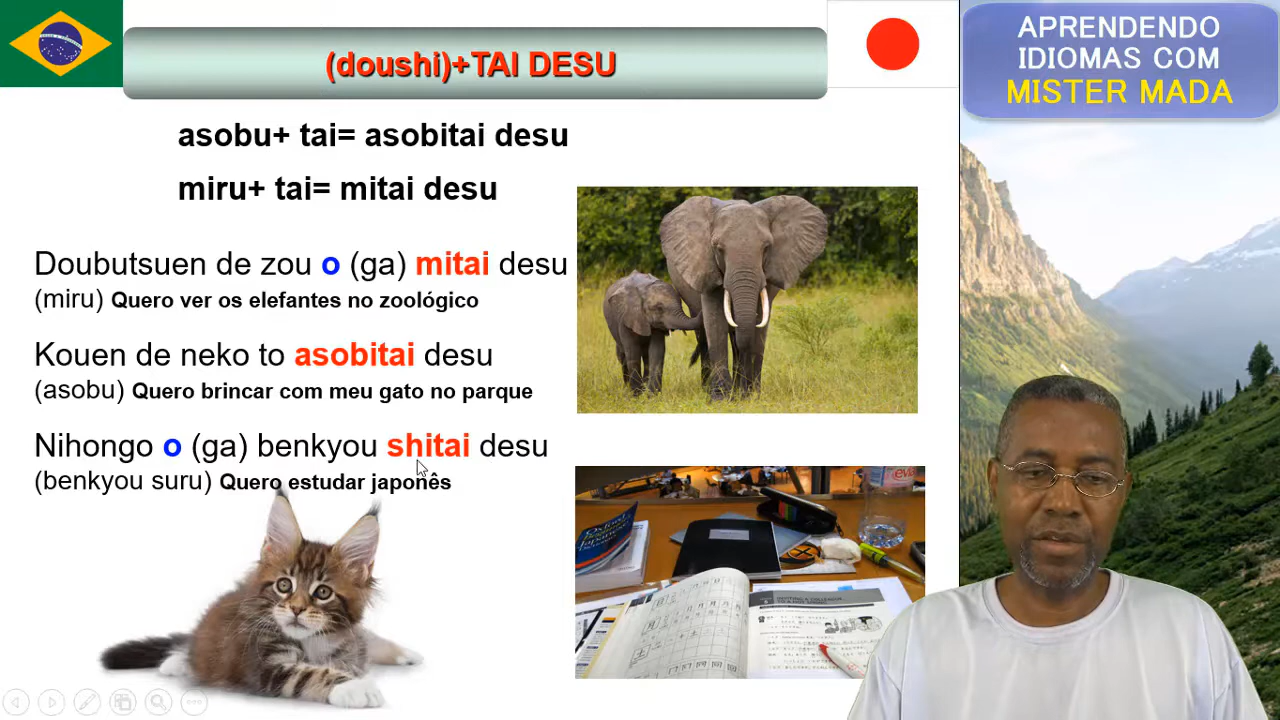 (doushi)+TAI DESU
APRENDENDO
IDIOMAS COM
MISTER MADA
asobu+ tai= asobitai desu
miru+ tai= mitai desu
Doubutsuen de zou o (ga) mitai desu
(miru) Quero ver os elefantes no zoológico
Kouen de neko to asobitai desu
(asobu) Quero brincar com meu gato no parque
Nihongo o (ga) benkyou shitai desu
(benkyou suru) Quero estudar japonês